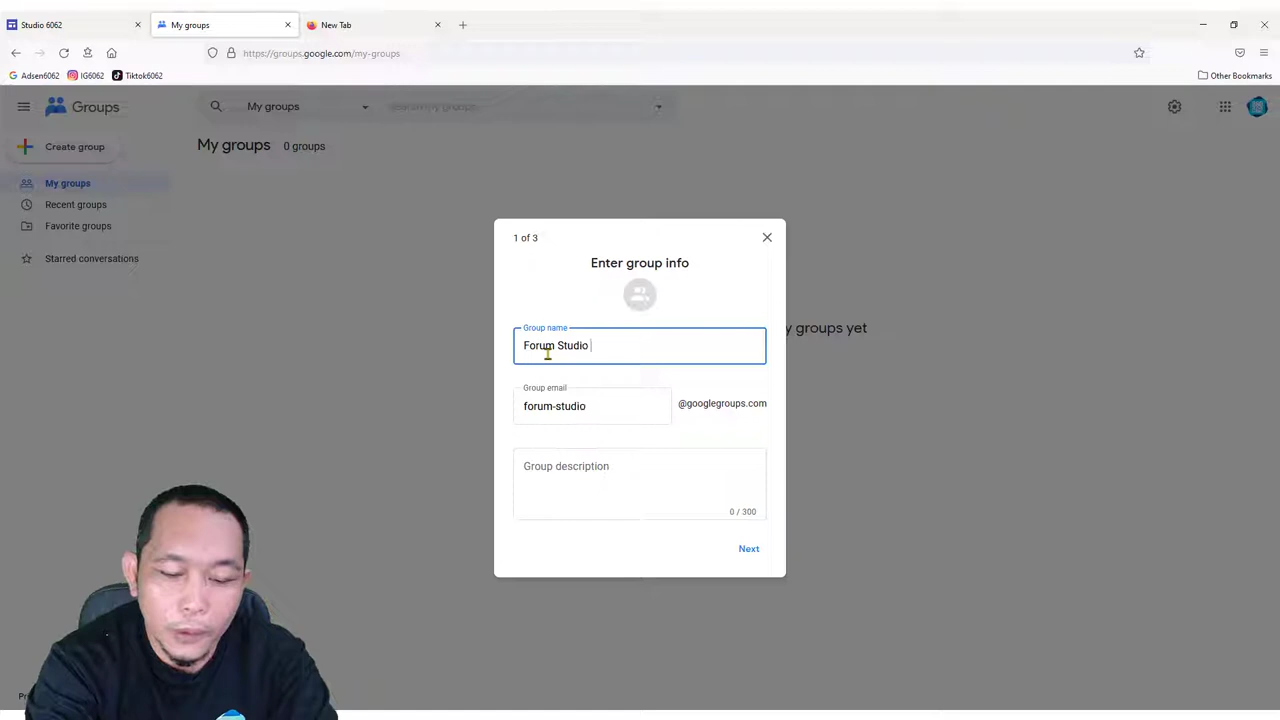 Studio 6062
My groups
New Tab
https://groups.google.com/my-groups
Adsen6062
IG6062
Tiktok6062
Other Bookmarks
Groups
My groups
Search my groups
Create group
My groups 0 groups
My groups
Recent groups
Favorite groups
Starred conversations
y groups yet
1 of 3
Enter group info
Group name
Forum Studio
Group email
forum-studio
@googlegroups.com
Group description
0 / 300
Next